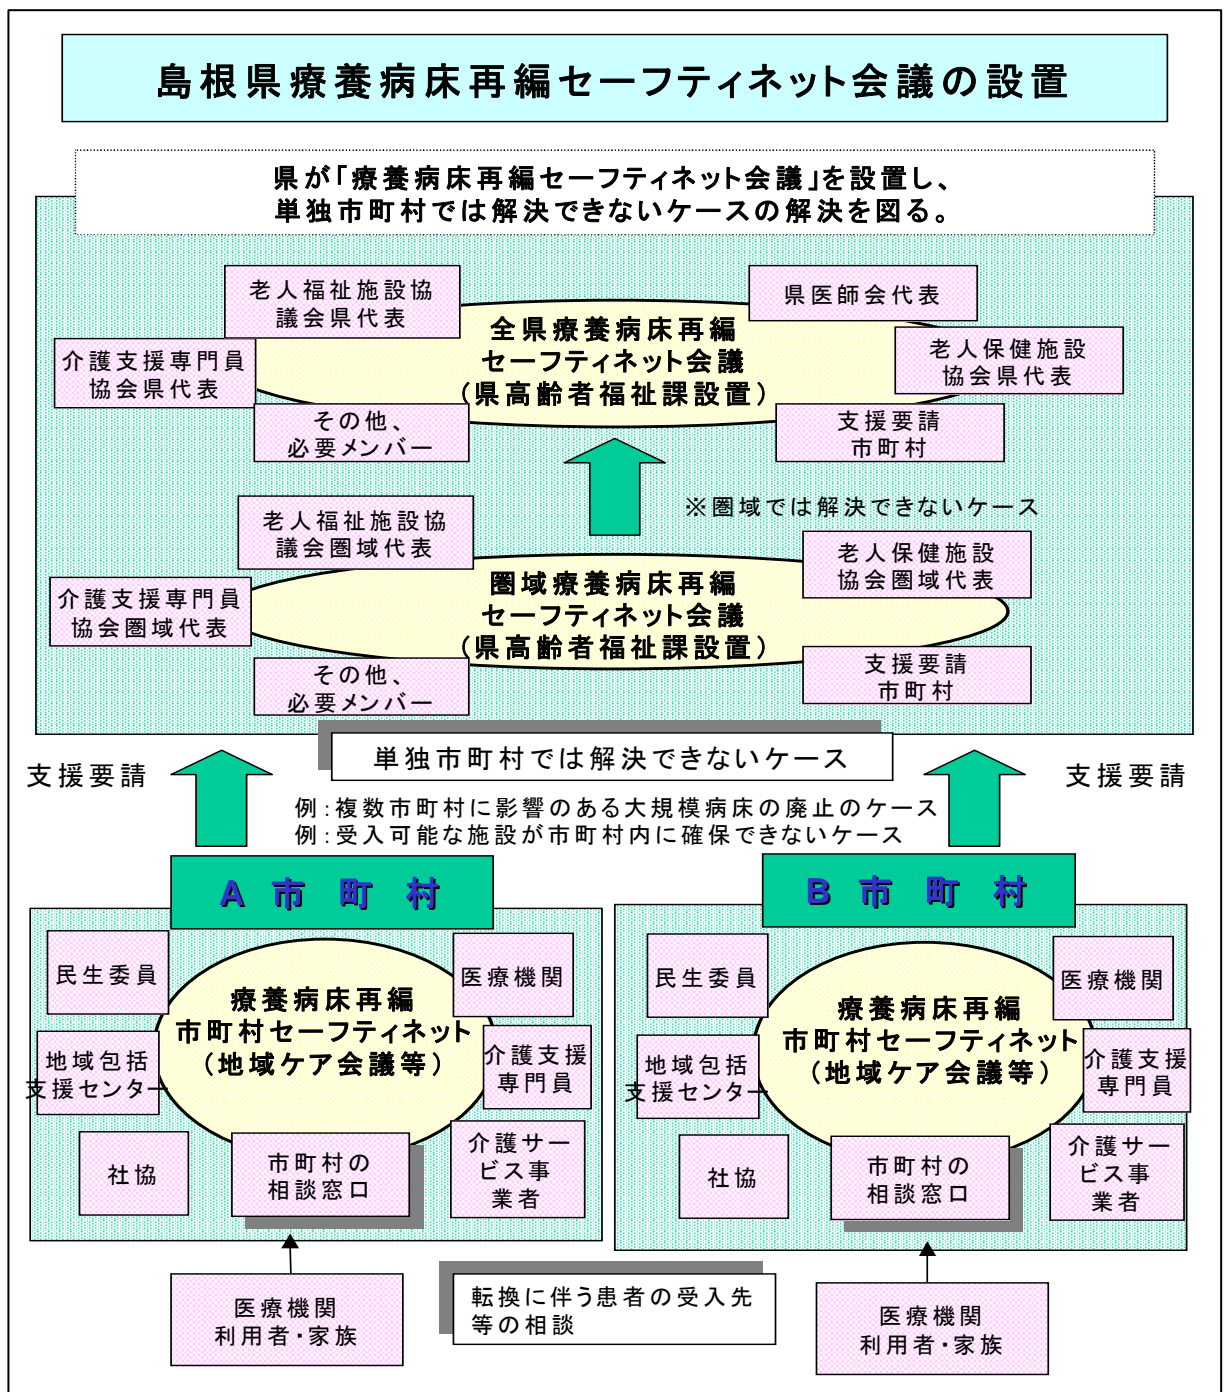 島根県療養病床再編セーフティネット会議の設置
県が「療養病床再編セーフティネット会議」を設置し、
単独市町村では解決できないケースの解決を図る。
老人福祉施設協
議会県代表
県医師会代表
全県療養病床再編
セーフティネット会議
（県高齢者福祉課設置）
介護支援専門員
協会県代表
老人保健施設
協会県代表
その他、
必要メンバー
支援要請
市町村
※圏域では解決できないケース
老人福祉施設協
議会圏域代表
老人保健施設
協会圏域代表
圏域療養病床再編
セーフティネット会議
（県高齢者福祉課設置）
介護支援専門員
協会圏域代表
その他、
必要メンバー
支援要請
市町村
単独市町村では解決できないケース
支援要請
支援要請
例：複数市町村に影響のある大規模病床の廃止のケース
例：受入可能な施設が市町村内に確保できないケース
A 市 町 村
民生委員
医療機関
療養病床再編
市町村セーフティネット
（地域ケア会議等）
地域包括
支援センター
介護支援
専門員
社協
市町村の
相談窓口
介護サー
ビス事
業者
医療機関
利用者・家族
B 市 町 村
民生委員
医療機関
療養病床再編
市町村セーフティネット
（地域ケア会議等）
地域包括
支援センター
介護支援
専門員
社協
市町村の
相談窓口
介護サー
ビス事
業者
転換に伴う患者の受入先
等の相談
医療機関
利用者・家族